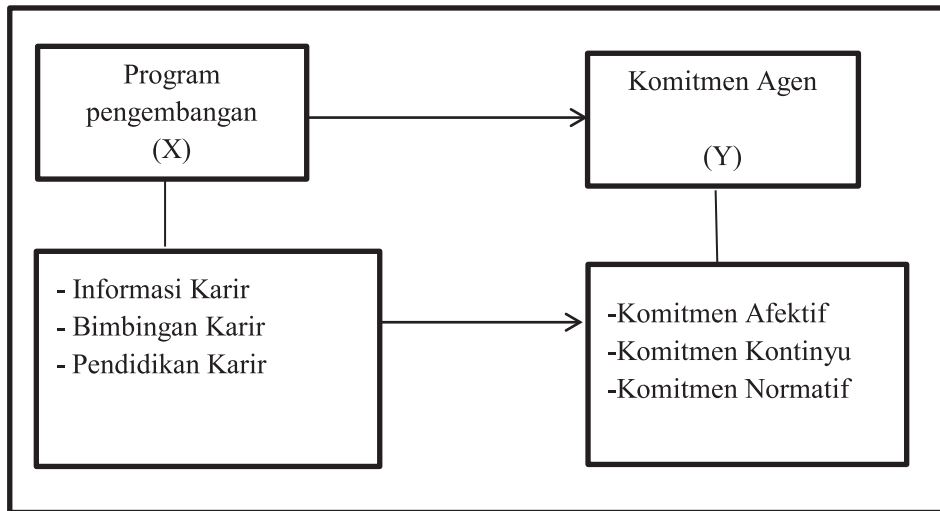 Program
pengembangan
(X)
Komitmen Agen
(Y)
- Informasi Karir
- Bimbingan Karir
- Pendidikan Karir
-Komitmen Afektif
-Komitmen Kontinyu
-Komitmen Normatif